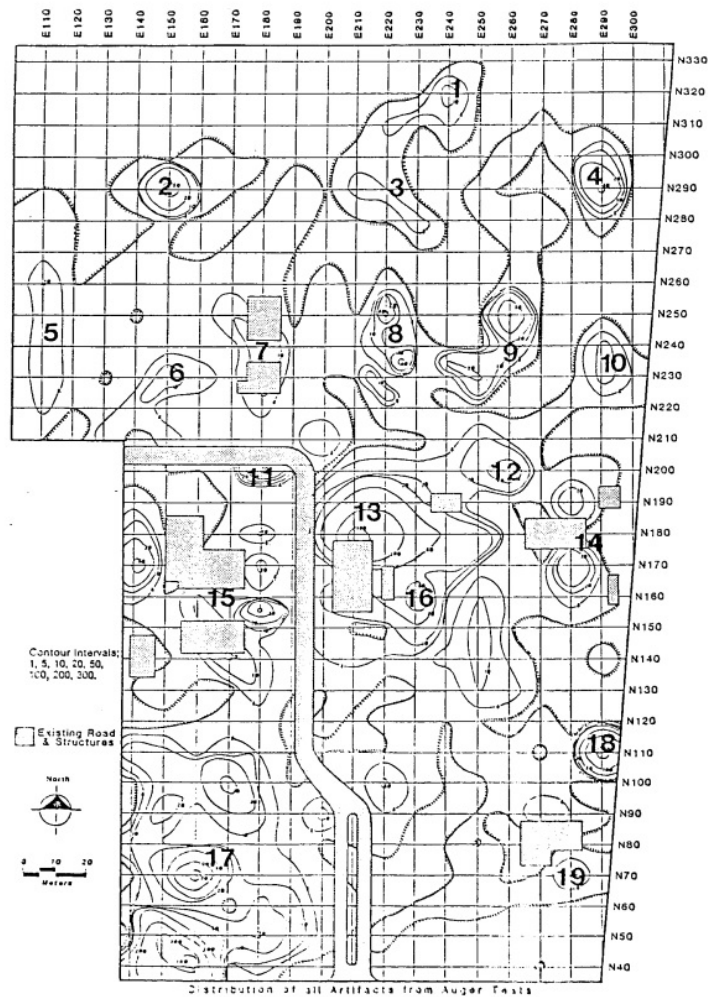 E110 E120 E130 E140 E150 E160 E170 E180 E190 E200 E210 E220 E230 E240 E250 E260 E270 E280 E290 E300
N330
1
N320
N310
N300
2
3
4
N290
N280
N270
N260
N250
5
7
8
9
N240
10
6
N230
N220
N210
11
12
N200
N190
13
N180
14
N170
15
16
N160
N150
Contour Intervals;
1, 5, 10, 20, 50,
100, 200, 300.
N140
N130
N120
Existing Road
& Structures
18
N110
North
N100
N90
17
N80
0 10 20
Meters
19
N70
N60
N50
N40
Distribution of all Artifacts from Auger Tests